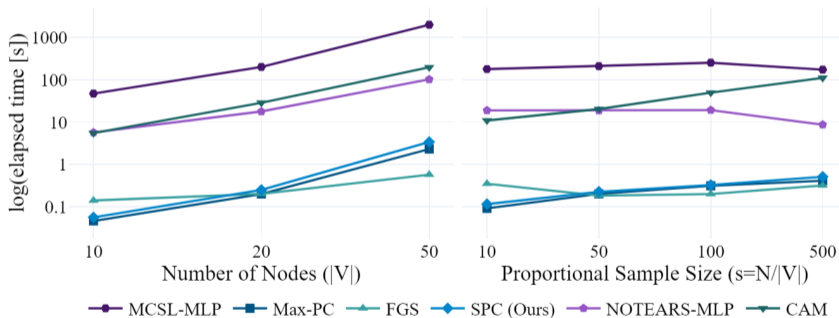 log(elapsed time [s])
1000
100
10
1
0.1
10
20
50
Number of Nodes (|V|)
10
50
100
500
Proportional Sample Size (s=N/|V|)
MCSL-MLP
Max-PC
FGS
SPC (Ours)
NOTEARS-MLP
CAM